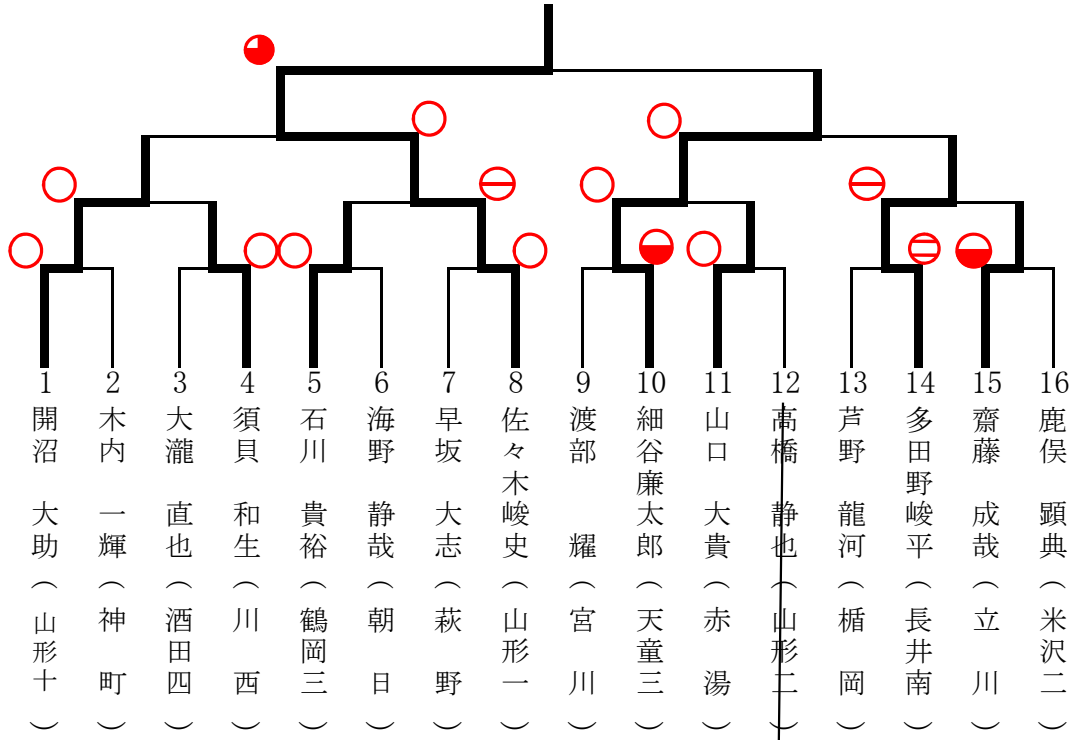 1 開沼 大助（山形十）
2 木内 一輝（神町）
3 大瀧 直也（酒田四）
4 須貝 和生（川西）
5 石川 貴裕（鶴岡三）
6 海野 静哉（朝日）
7 早坂 大志（萩野）
8 佐々木峻史（山形一）
9 渡部 耀（宮川）
10 細谷廉太郎（天童三）
11 山口 大貴（赤湯）
12 高橋 静也（山形二）
13 芦野 龍河（楯岡）
14 多田野峻平（長井南）
15 齋藤 成哉（立川）
16 鹿俣 顕典（米沢二）